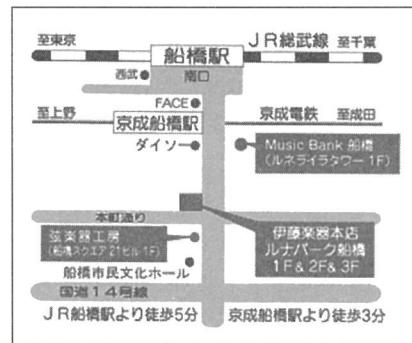 至東京
船橋駅
JR総武線
至千葉
西武
南口
FACE
至上野
京成船橋駅
京成電鉄
至成田
ダイソー
Music Bank 船橋
(ルネライラタワー 1F)
本町通り
弦楽器工房
(船橋スクエア21ビル1F)
伊藤楽器本店
ルナパーク船橋
1F & 2F & 3F
船橋市民文化ホール
国道14号線
JR船橋駅より徒歩5分
京成船橋駅より徒歩3分